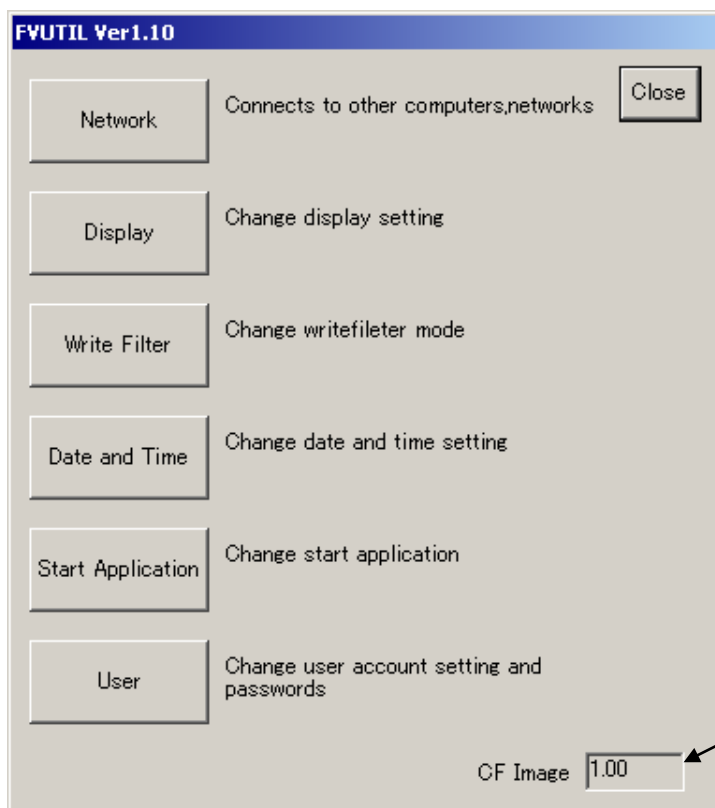 FVUTIL Ver1.10
Network
Connects to other computers,networks
Close
Display
Change display setting
Write Filter
Change writefileter mode
Date and Time
Change date and time setting
Start Application
Change start application
User
Change user account setting and
passwords
CF Image
1.00